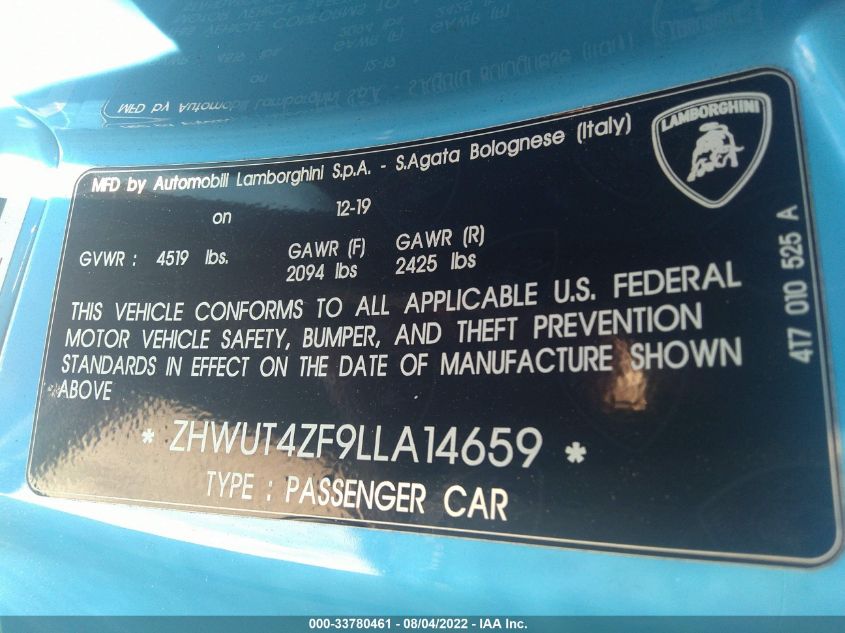 MFD by Automobili Lamborghini S.p.A. - S.Agata Bolognese (Italy)
LAMBORGHINI
on 12-19
GVWR : 4519 lbs. GAWR (F) GAWR (R)
2094 lbs 2425 lbs
THIS VEHICLE CONFORMS TO ALL APPLICABLE U.S. FEDERAL
MOTOR VEHICLE SAFETY, BUMPER, AND THEFT PREVENTION
STANDARDS IN EFFECT ON THE DATE OF MANUFACTURE SHOWN
ABOVE
* ZHWUT4ZF9LLA14659 *
TYPE : PASSENGER CAR
4T7 010 525 A
000-33780461 - 08/04/2022 - IAA Inc.